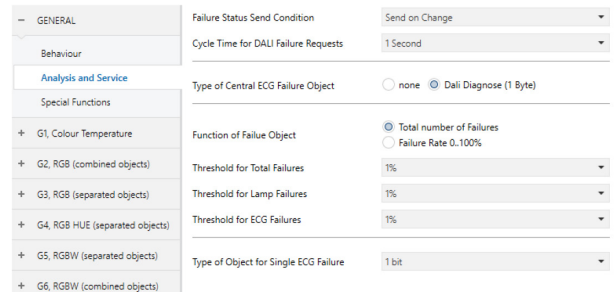 GENERAL
Behaviour
Analysis and Service
Special Functions
G1, Colour Temperature
G2, RGB (combined objects)
G3, RGB (separated objects)
G4, RGB HUE (separated objects)
G5, RGBW (separated objects)
G6, RGBW (combined objects)
Failure Status Send Condition Send on Change
Cycle Time for DALI Failure Requests 1 Second
Type of Central ECG Failure Object none Dali Diagnose (1 Byte)
Function of Failue Object Total number of Failures
Failure Rate 0..100%
Threshold for Total Failures 1%
Threshold for Lamp Failures 1%
Threshold for ECG Failures 1%
Type of Object for Single ECG Failure 1 bit